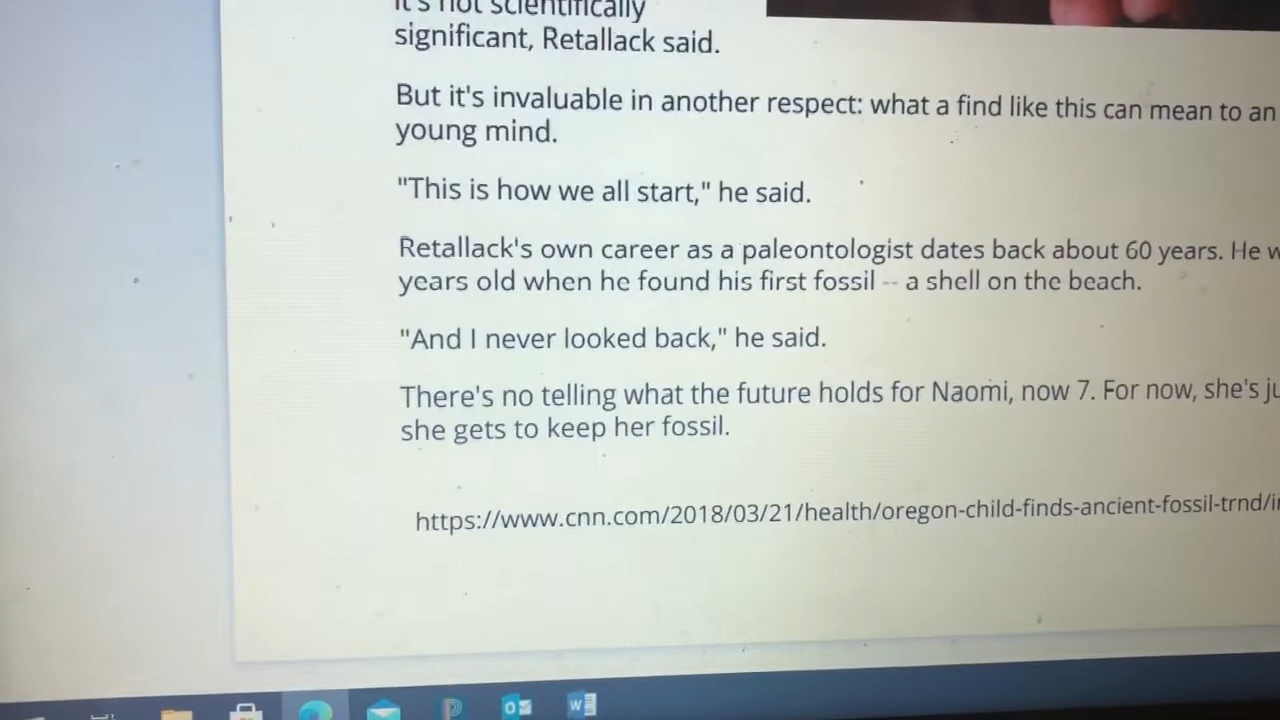 it's not scientifically
significant, Retallack said.
But it's invaluable in another respect: what a find like this can mean to an
young mind.
"This is how we all start," he said.
Retallack's own career as a paleontologist dates back about 60 years. He
years old when he found his first fossil -- a shell on the beach.
"And I never looked back," he said.
There's no telling what the future holds for Naomi, now 7. For now, she's
she gets to keep her fossil.
https://www.cnn.com/2018/03/21/health/oregon-child-finds-ancient-fossil-trnd/